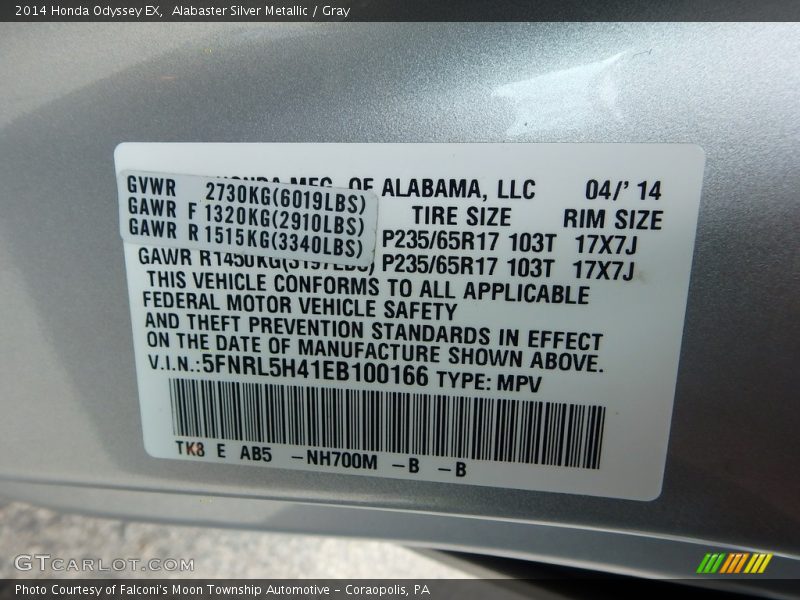 2014 Honda Odyssey EX,  Alabaster Silver Metallic / Gray
HONDA MFG. OF ALABAMA, LLC 04/' 14
GVWR 2730KG(6019LBS)
TIRE SIZE RIM SIZE
GAWR F 1320KG(2910LBS)
P235/65R17 103T 17X7J
GAWR R 1515KG(3340LBS)
GAWR R1450KG(3197LBS) P235/65R17 103T 17X7J
THIS VEHICLE CONFORMS TO ALL APPLICABLE
FEDERAL MOTOR VEHICLE SAFETY
AND THEFT PREVENTION STANDARDS IN EFFECT
ON THE DATE OF MANUFACTURE SHOWN ABOVE.
V.I.N.:5FNRL5H41EB100166 TYPE: MPV
TK8 E AB5 -NH700M -B -B
GTCARLOT.COM
Photo Courtesy of Falconi's Moon Township Automotive - Coraopolis, PA